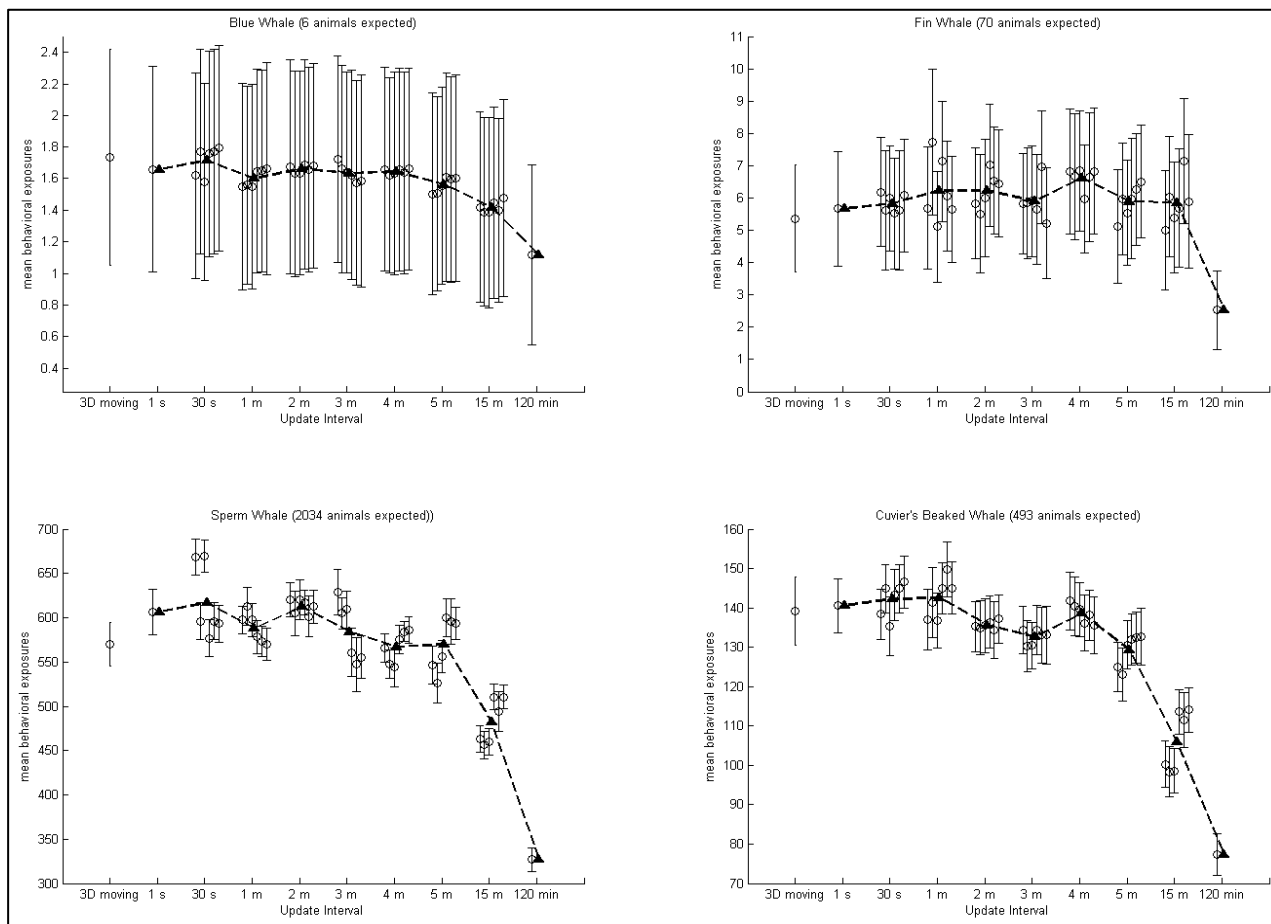 Blue Whale (6 animals expected)
mean behavioral exposures
2.4
2.2
2
1.8
1.6
1.4
1.2
1
0.8
0.6
0.4
3D moving 1 s 30 s 1 m 2 m 3 m 4 m 5 m 15 m 120 min
Update Interval
Fin Whale (70 animals expected)
mean behavioral exposures
11
10
9
8
7
6
5
4
3
2
1
0
3D moving 1 s 30 s 1 m 2 m 3 m 4 m 5 m 15 m 120 min
Update Interval
Sperm Whale (2034 animals expected))
mean behavioral exposures
700
650
600
550
500
450
400
350
300
3D moving 1 s 30 s 1 m 2 m 3 m 4 m 5 m 15 m 120 min
Update Interval
Cuvier's Beaked Whale (493 animals expected)
mean behavioral exposures
160
150
140
130
120
110
100
90
80
70
3D moving 1 s 30 s 1 m 2 m 3 m 4 m 5 m 15 m 120 min
Update Interval